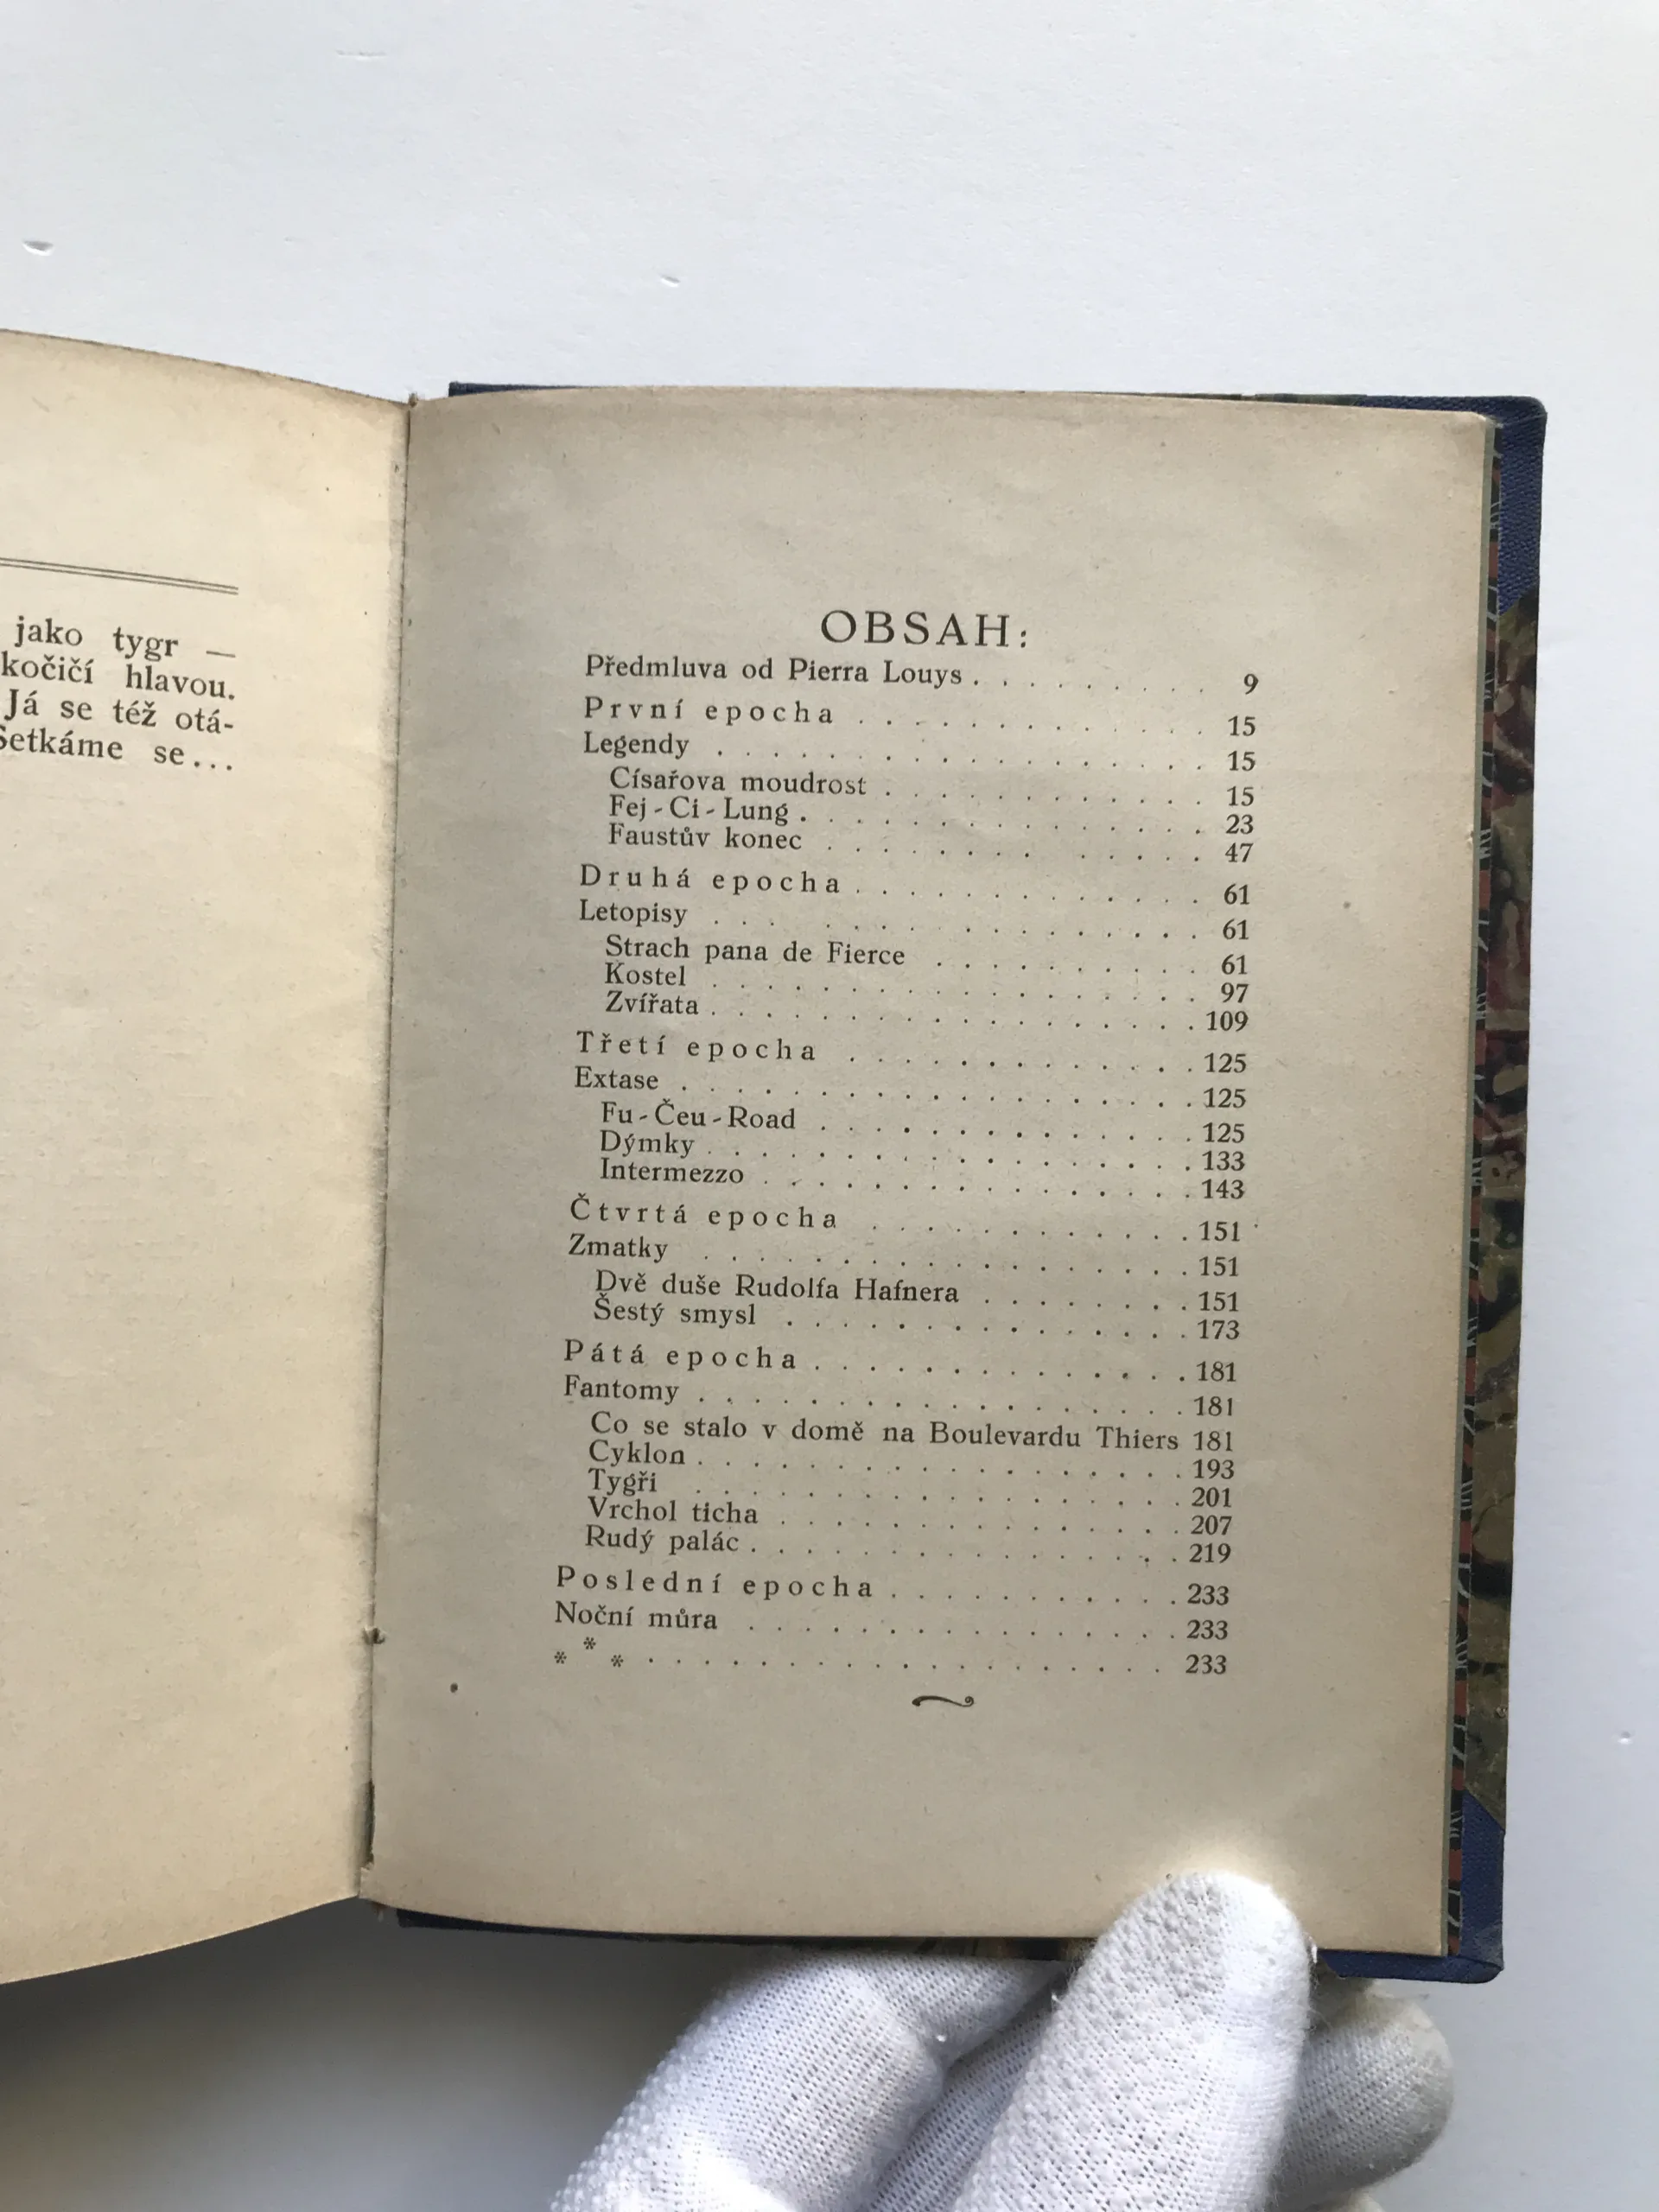 jako tygr —
kočičí hlavou.
Já se též otá-
Setkáme se...
OBSAH:
Předmluva od Pierra Louys . . . . . . . . . 9
První epocha . . . . . . . . . . . . . 15
Legendy . . . . . . . . . . . . . . . . . . 15
Císařova moudrost . . . . . . . . . . . . 15
Fej-Ci-Lung . . . . . . . . . . . . . . . 23
Faustův konec . . . . . . . . . . . . . 47
Druhá epocha . . . . . . . . . . . . . 61
Letopisy . . . . . . . . . . . . . . . . . 61
Strach pana de Fierce . . . . . . . . . . 61
Kostel . . . . . . . . . . . . . . . . . . 97
Zvířata . . . . . . . . . . . . . . . . . . 109
Třetí epocha . . . . . . . . . . . . . 125
Extase . . . . . . . . . . . . . . . . . . . 125
Fu-Čeu-Road . . . . . . . . . . . . . . 125
Dýmky . . . . . . . . . . . . . . . . . . 133
Intermezzo . . . . . . . . . . . . . . . . 143
Čtvrtá epocha . . . . . . . . . . . . 151
Zmatky . . . . . . . . . . . . . . . . . . 151
Dvě duše Rudolfa Hafnera . . . . . . . . 151
Šestý smysl . . . . . . . . . . . . . . . 173
Pátá epocha . . . . . . . . . . . . . . 181
Fantomy . . . . . . . . . . . . . . . . . . 181
Co se stalo v domě na Boulevardu Thiers 181
Cyklon . . . . . . . . . . . . . . . . . . 193
Tygři . . . . . . . . . . . . . . . . . . 201
Vrchol ticha . . . . . . . . . . . . . . . 207
Rudý palác . . . . . . . . . . . . . . . . 219
Poslední epocha . . . . . . . . . . . 233
Noční můra . . . . . . . . . . . . . . . . 233
* * * . . . . . . . . . . . . . . . . . . . 233